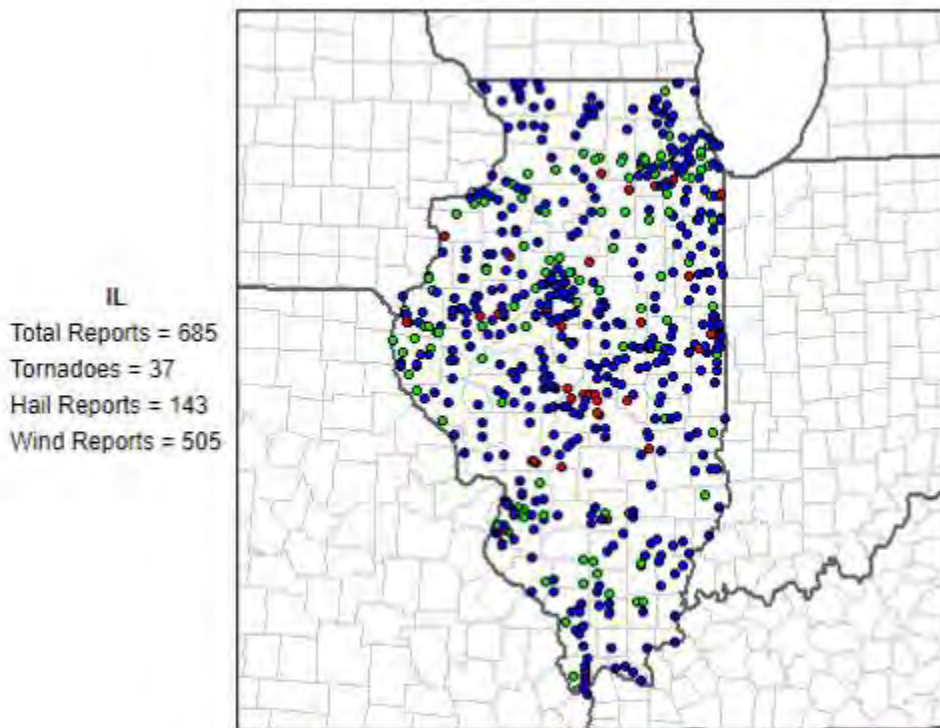 IL
Total Reports = 685
Tornadoes = 37
Hail Reports = 143
Wind Reports = 505